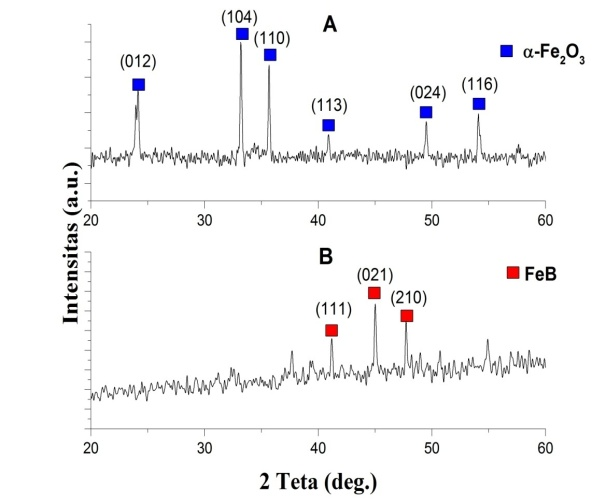 A
(104)
(110)
α-Fe₂O₃
(012)
(116)
(024)
(113)
20 30 40 50 60
Intensitas (a.u.)
B
FeB
(021)
(210)
(111)
20 30 40 50 60
2 Teta (deg.)